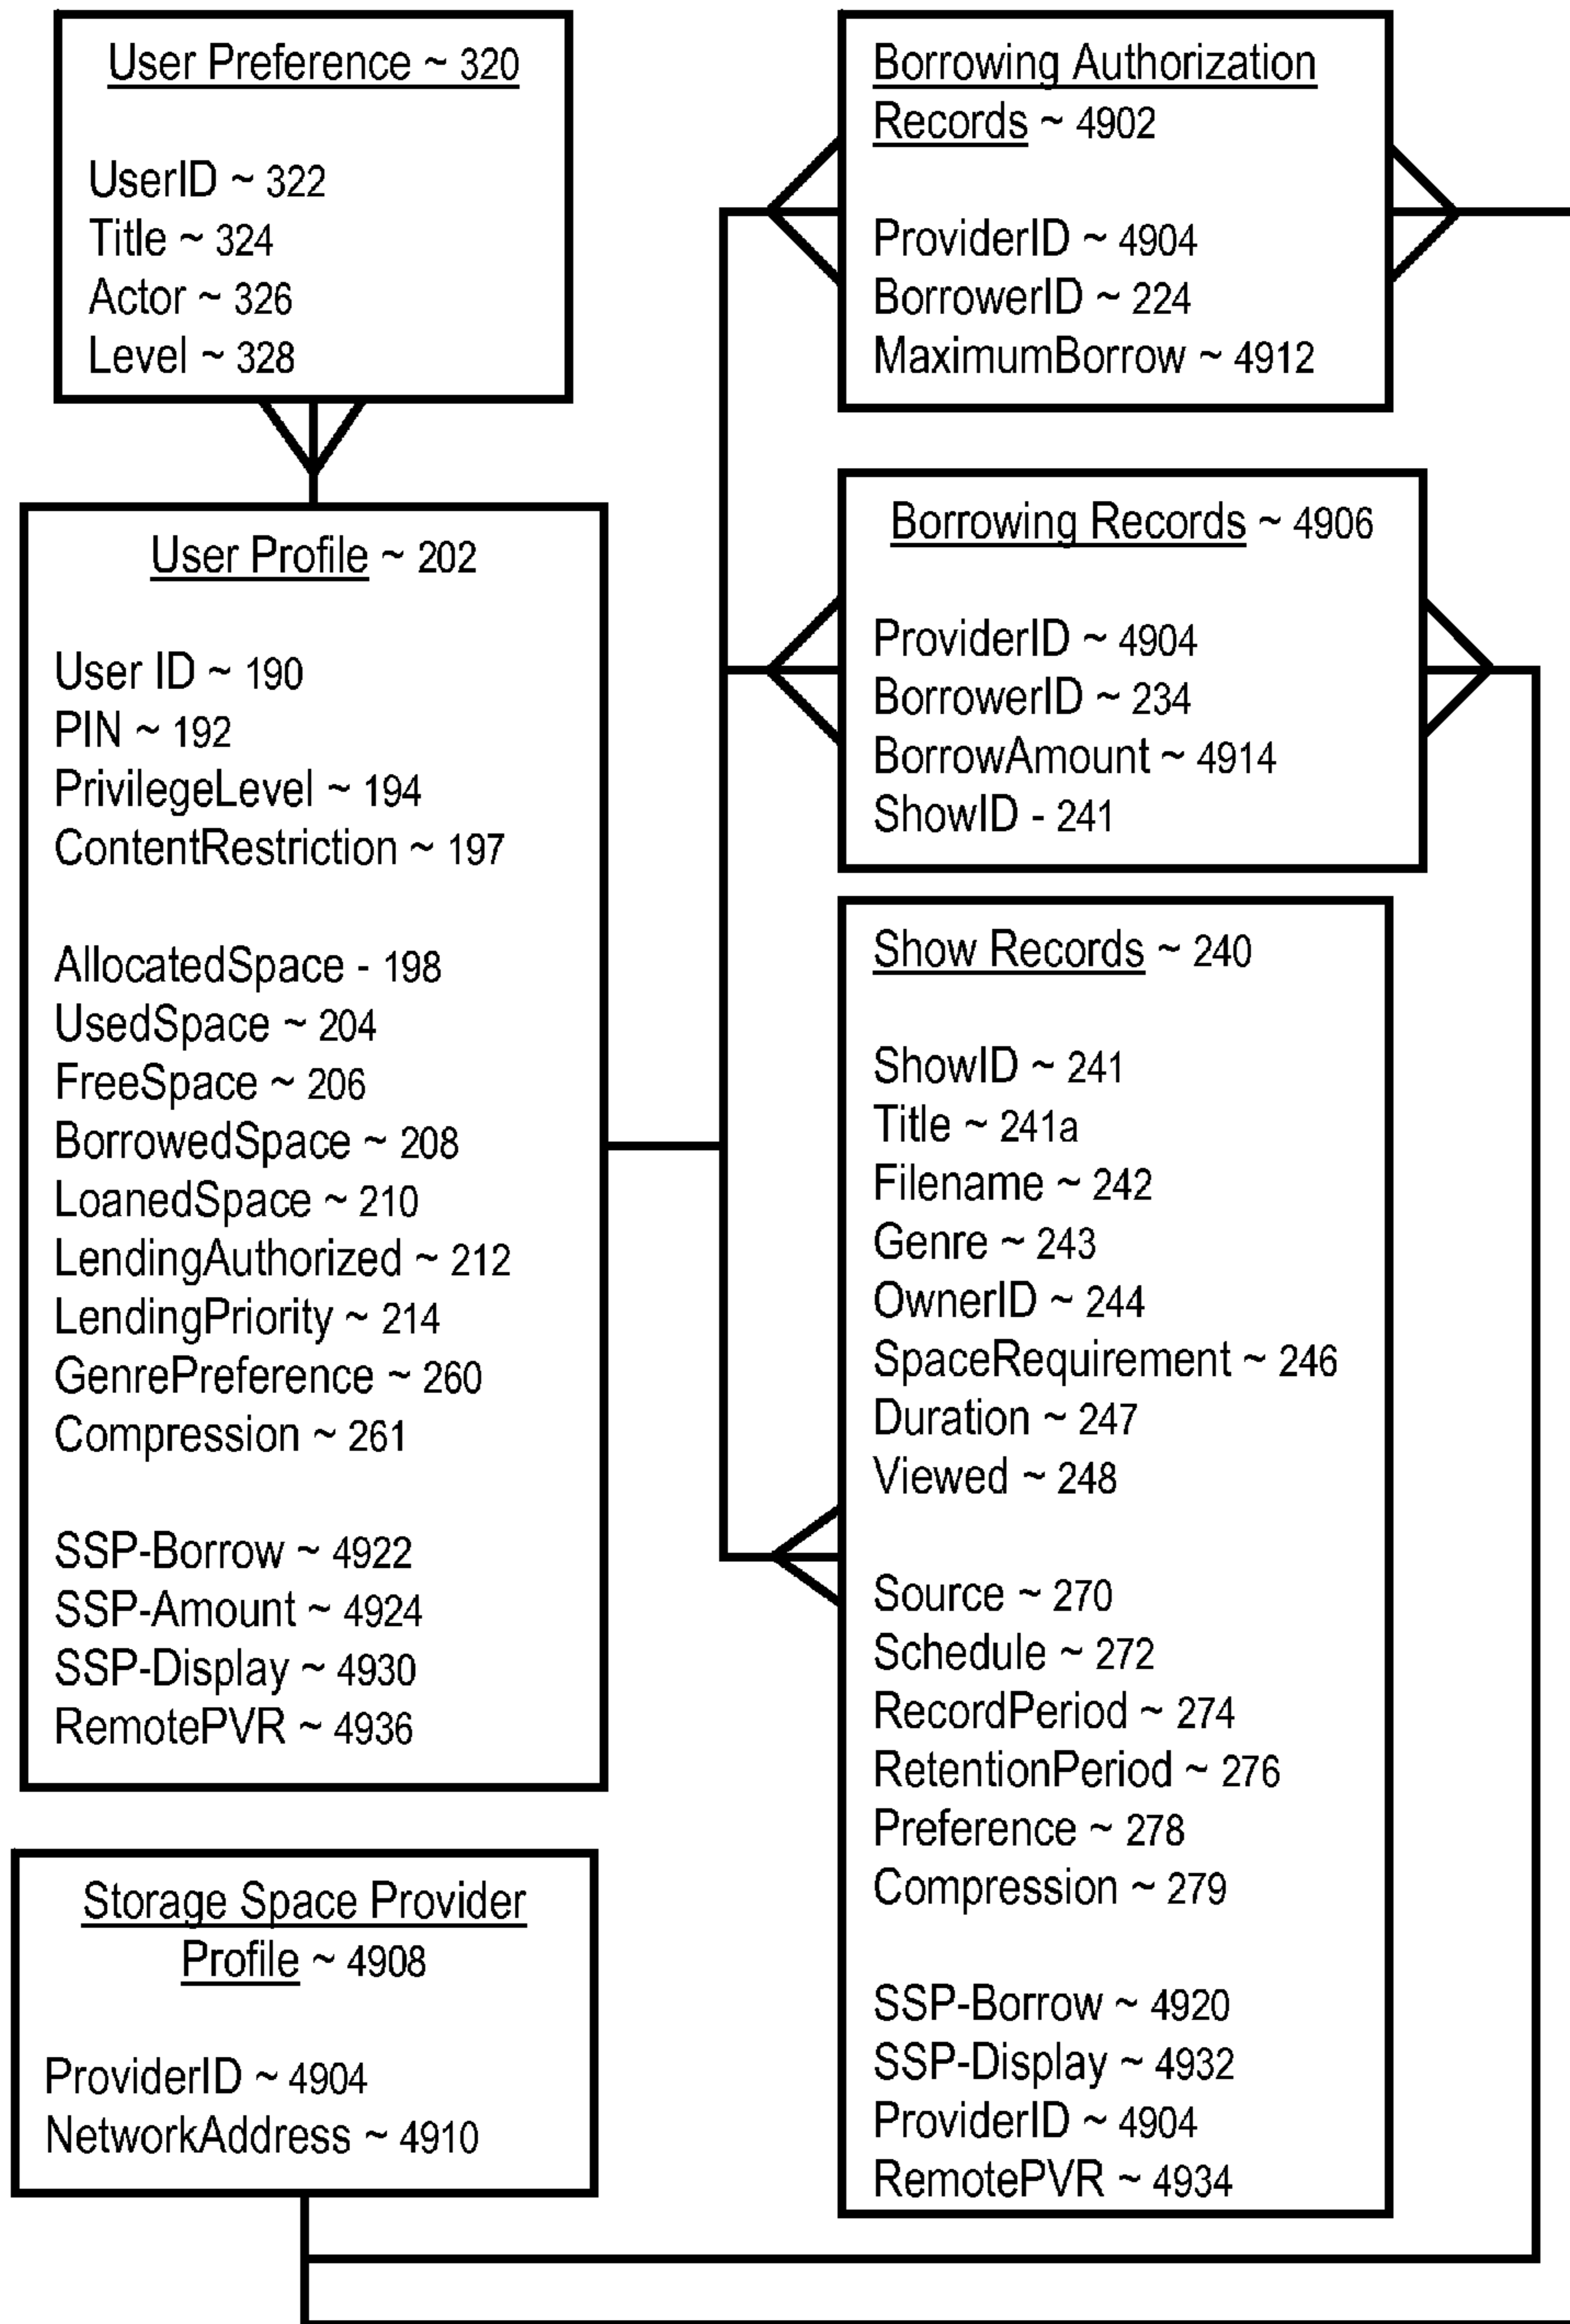 User Preference ~ 320
UserID ~ 322
Title ~ 324
Actor ~ 326
Level ~ 328
User Profile ~ 202
User ID ~ 190
PIN ~ 192
PrivilegeLevel ~ 194
ContentRestriction ~ 197
AllocatedSpace - 198
UsedSpace ~ 204
FreeSpace ~ 206
BorrowedSpace ~ 208
LoanedSpace ~ 210
LendingAuthorized ~ 212
LendingPriority ~ 214
GenrePreference ~ 260
Compression ~ 261
SSP-Borrow ~ 4922
SSP-Amount ~ 4924
SSP-Display ~ 4930
RemotePVR ~ 4936
Storage Space Provider
Profile ~ 4908
ProviderID ~ 4904
NetworkAddress ~ 4910
Borrowing Authorization
Records ~ 4902
ProviderID ~ 4904
BorrowerID ~ 224
MaximumBorrow ~ 4912
Borrowing Records ~ 4906
ProviderID ~ 4904
BorrowerID ~ 234
BorrowAmount ~ 4914
ShowID - 241
Show Records ~ 240
ShowID ~ 241
Title ~ 241a
Filename ~ 242
Genre ~ 243
OwnerID ~ 244
SpaceRequirement ~ 246
Duration ~ 247
Viewed ~ 248
Source ~ 270
Schedule ~ 272
RecordPeriod ~ 274
RetentionPeriod ~ 276
Preference ~ 278
Compression ~ 279
SSP-Borrow ~ 4920
SSP-Display ~ 4932
ProviderID ~ 4904
RemotePVR ~ 4934